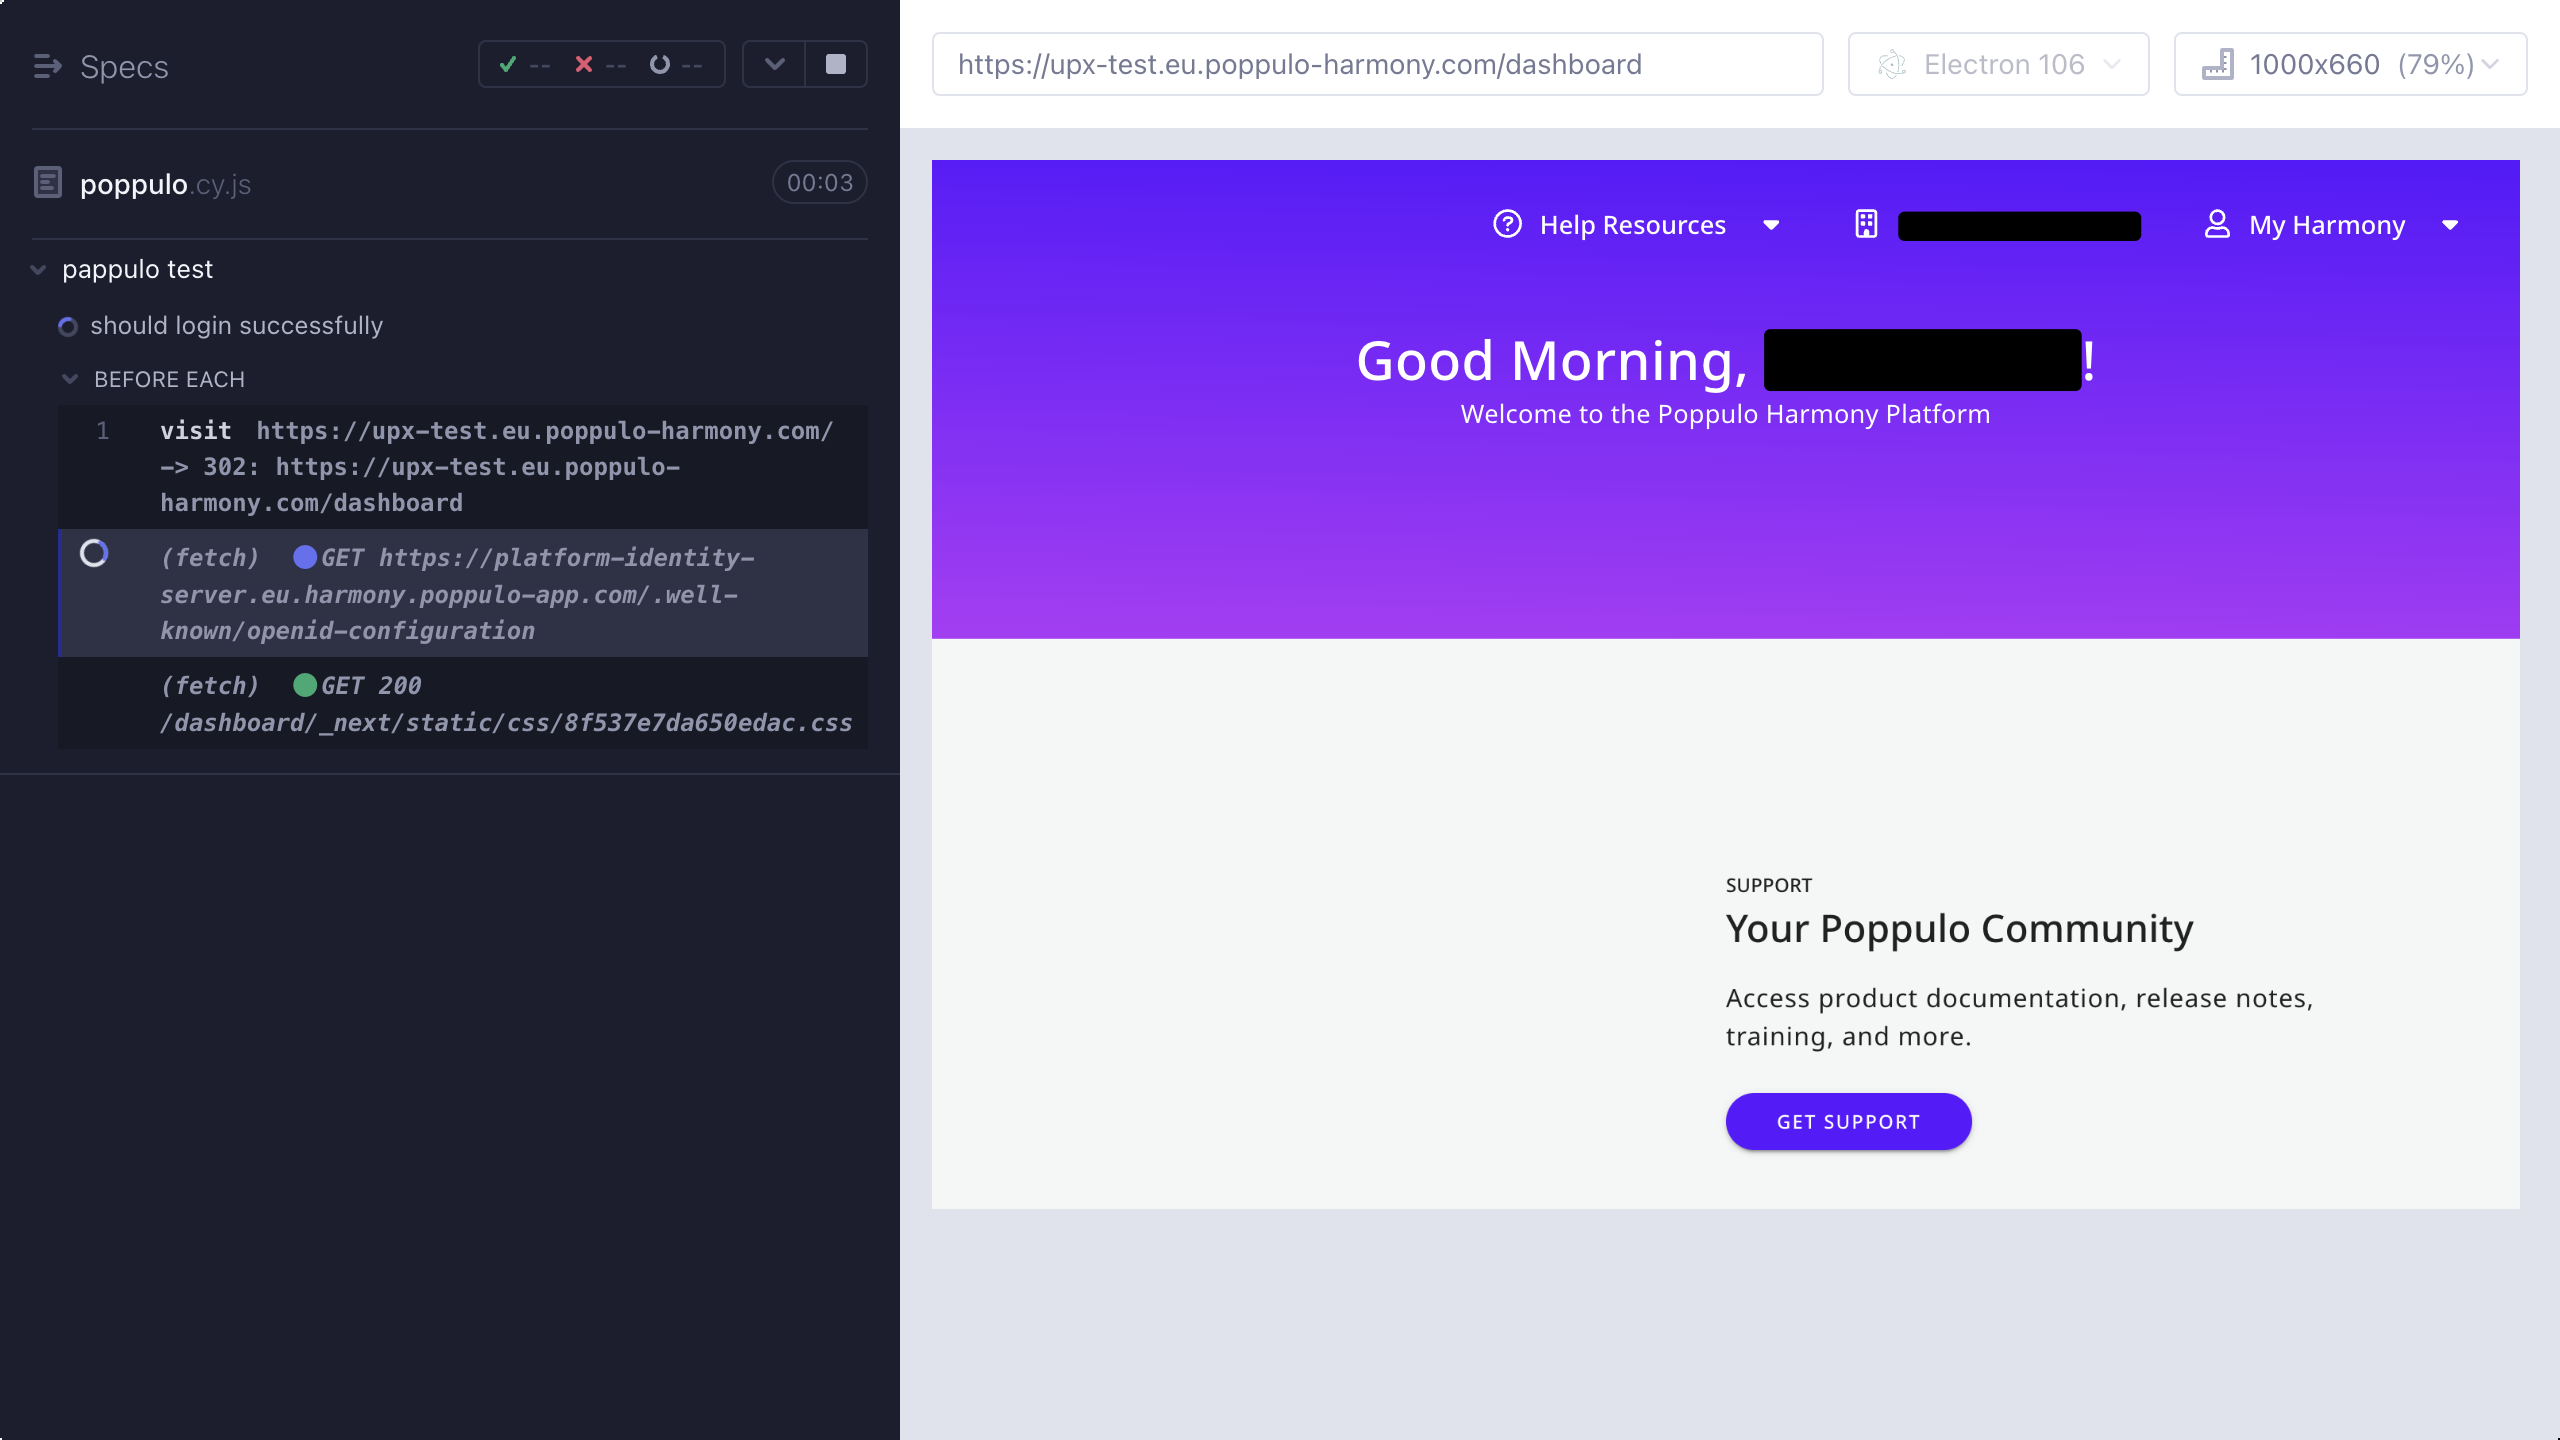 Specs
--
--
--
poppulo.cy.js
00:03
pappulo test
should login successfully
BEFORE EACH
1 visit https://upx-test.eu.poppulo-harmony.com/
-> 302: https://upx-test.eu.poppulo-
harmony.com/dashboard
(fetch) GET https://platform-identity-
server.eu.harmony.poppulo-app.com/.well-
known/openid-configuration
(fetch) GET 200
/dashboard/_next/static/css/8f537e7da650edac.css
https://upx-test.eu.poppulo-harmony.com/dashboard
Electron 106
1000x660 (79%)
Help Resources
My Harmony
Good Morning, !
Welcome to the Poppulo Harmony Platform
SUPPORT
Your Poppulo Community
Access product documentation, release notes,
training, and more.
GET SUPPORT